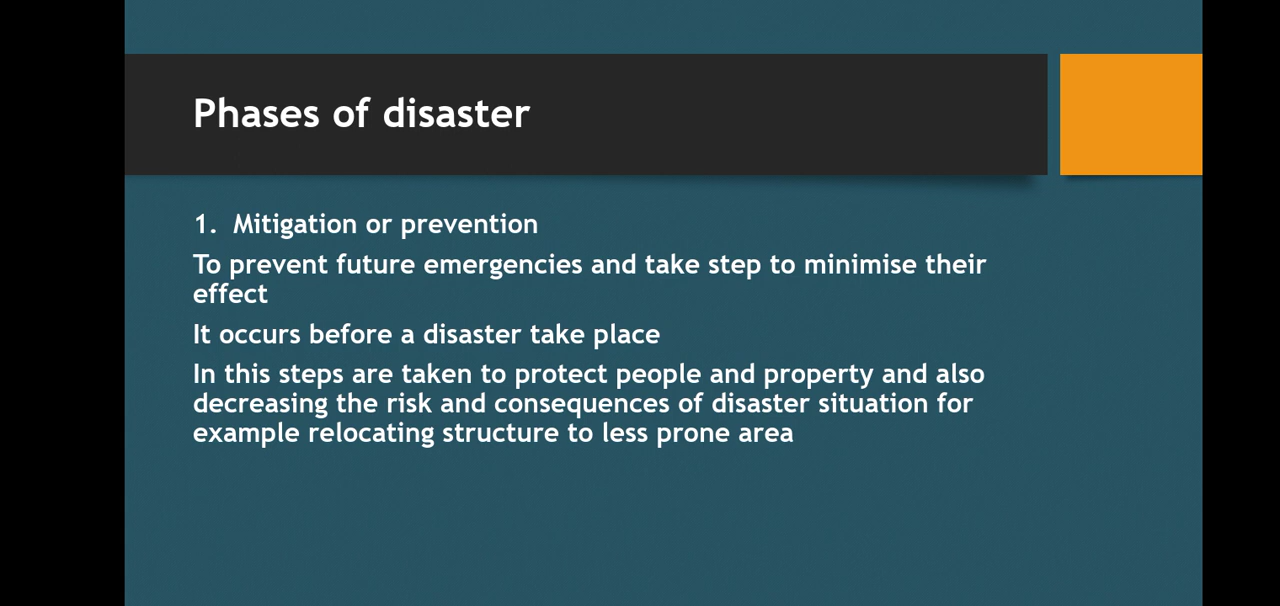 Phases of disaster
1. Mitigation or prevention
To prevent future emergencies and take step to minimise their
effect
It occurs before a disaster take place
In this steps are taken to protect people and property and also
decreasing the risk and consequences of disaster situation for
example relocating structure to less prone area